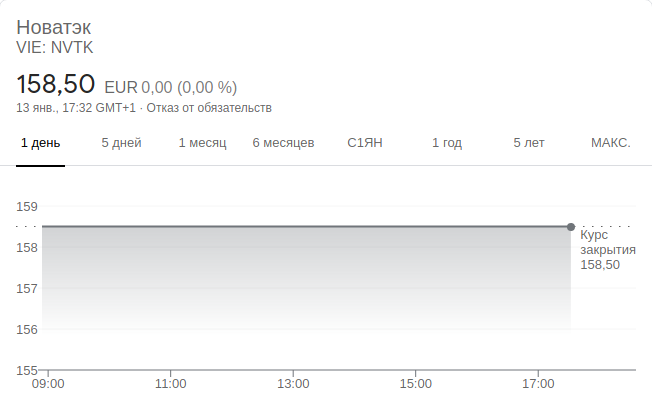 Новатэк
VIE: NVTK
158,50 EUR 0,00 (0,00 %)
13 янв., 17:32 GMT+1 · Отказ от обязательств
1 день 5 дней 1 месяц 6 месяцев С1ЯН 1 год 5 лет МАКС.
159
158
157
156
155
Курс
закрытия
158,50
09:00 11:00 13:00 15:00 17:00